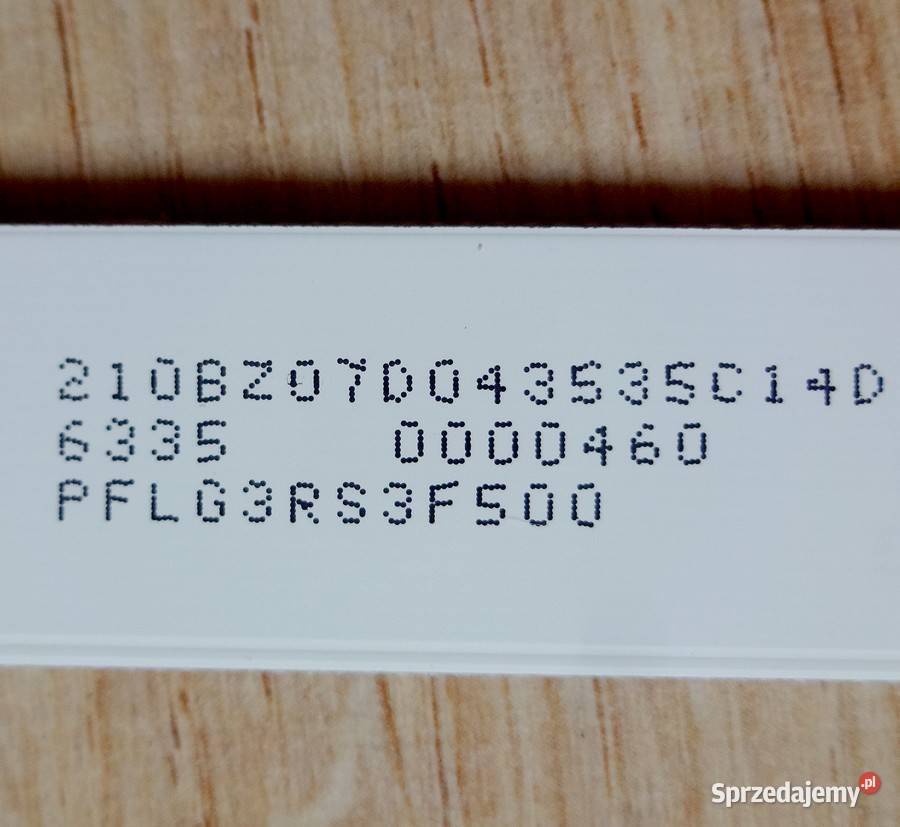 210BZ07D043535C14D
6335 0000460
PFLG3RS3F500
Sprzedajemy.pl